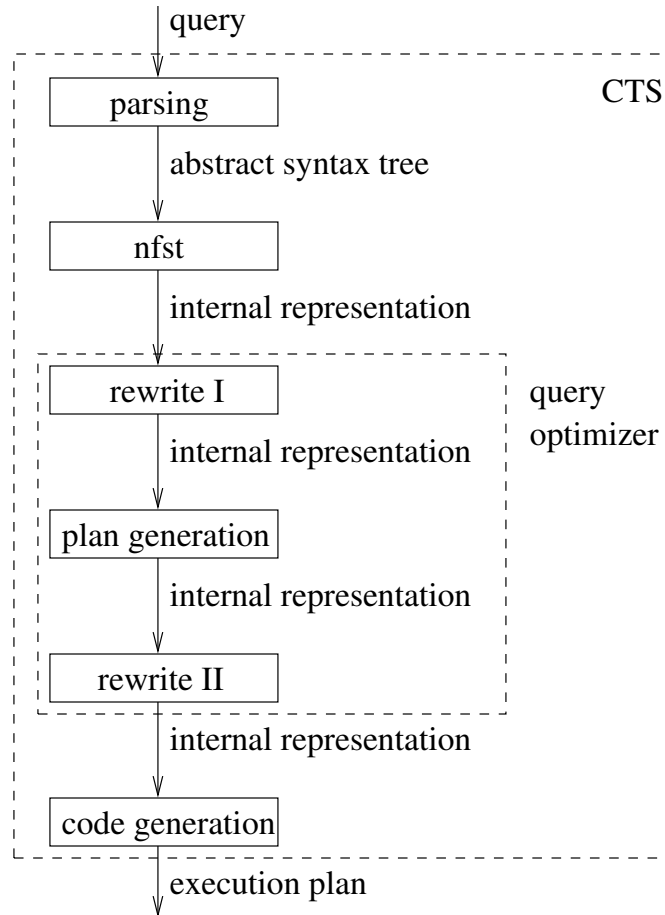 query
CTS
parsing
abstract syntax tree
nfst
internal representation
rewrite I
query
optimizer
internal representation
plan generation
internal representation
rewrite II
internal representation
code generation
execution plan